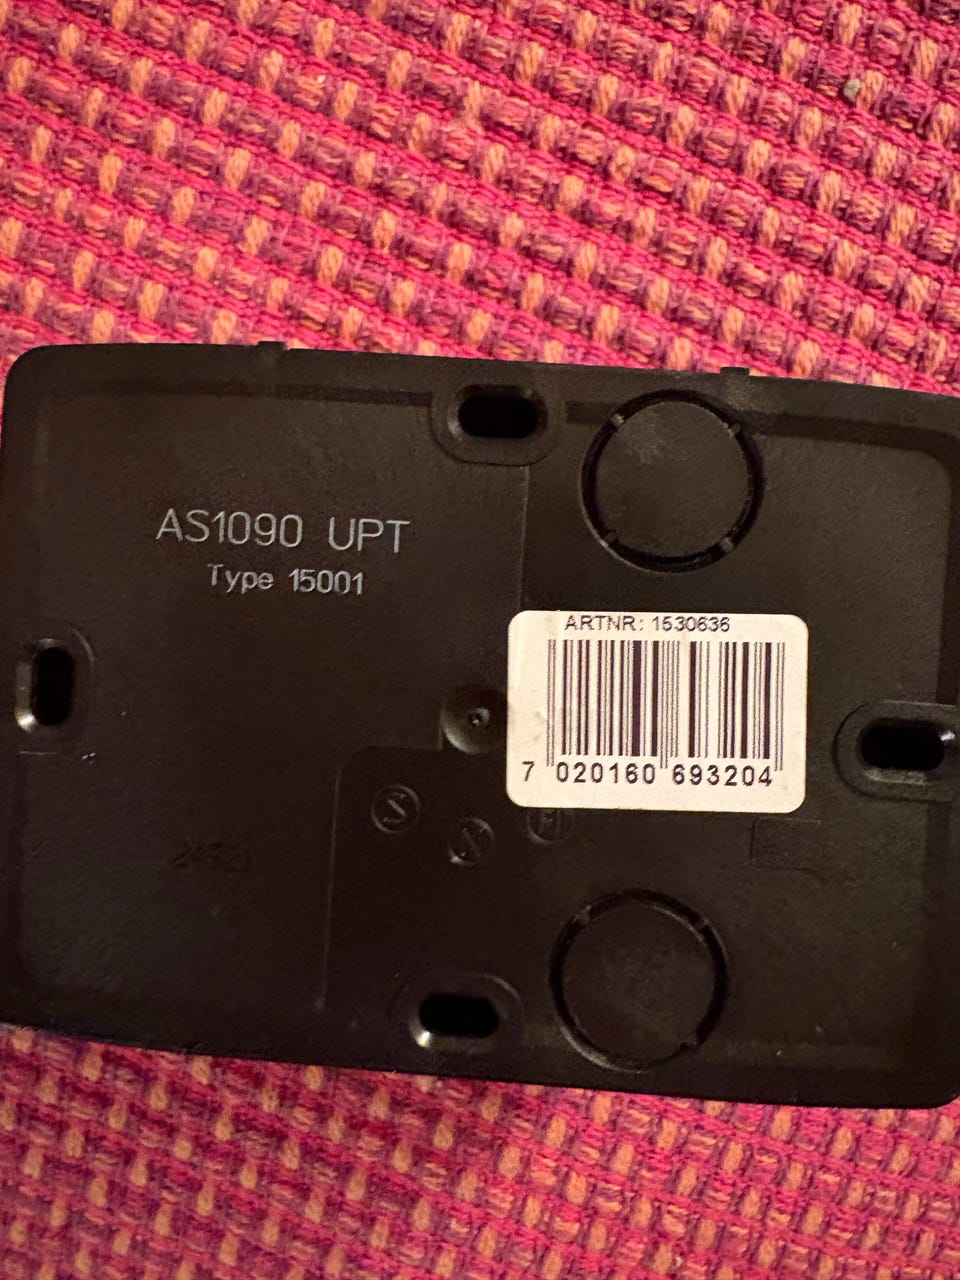 AS1090 UPT
Type 15001
ARTNR: 1530636
7 020160 693204
S
S
H